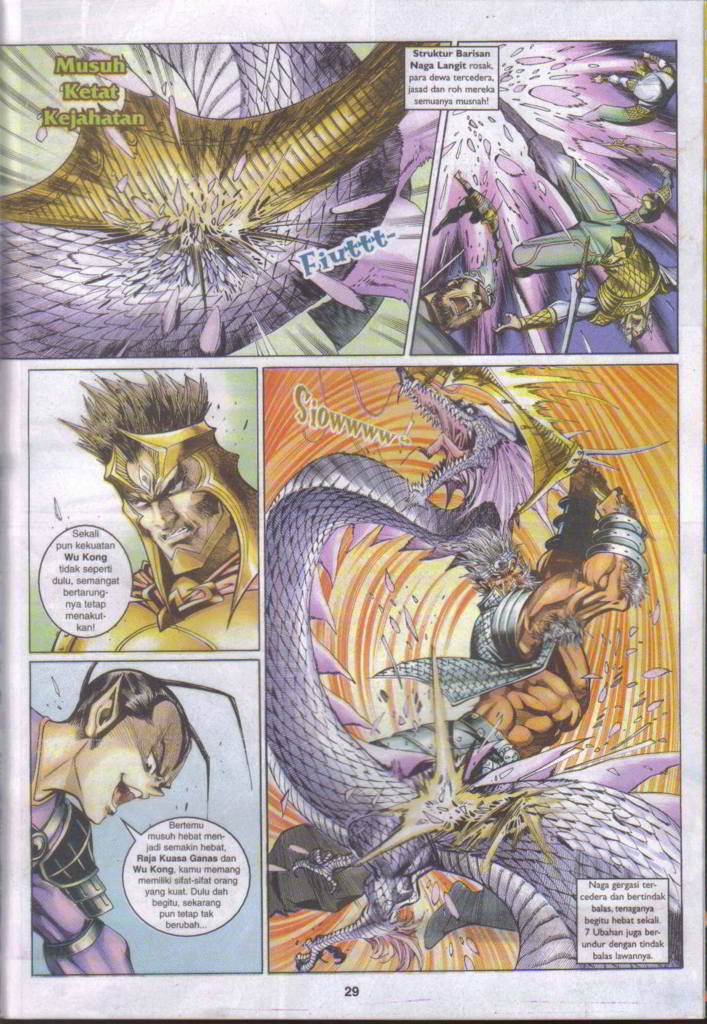 Musuh
Ketat
Kejahatan
Struktur Barisan
Naga Langit rosak,
para dewa tercedera,
jasad dan roh mereka
semuanya musnah!
Fiuttt-
Sekali
pun kekuatan
Wu Kong
tidak seperti
dulu, semangat
bertarung-
nya tetap
menakut-
kan!
Siowwww-!
Bertemu
musuh hebat men-
jadi semakin hebat,
Raja Kuasa Ganas dan
Wu Kong, kamu memang
memiliki sifat-sifat orang
yang kuat. Dulu dah
begitu, sekarang
pun tetap tak
berubah...
Naga gergasi ter-
cedera dan bertindak
balas, tenaganya
begitu hebat sekali.
7 Ubahan juga ber-
undur dengan tindak
balas lawannya.
29